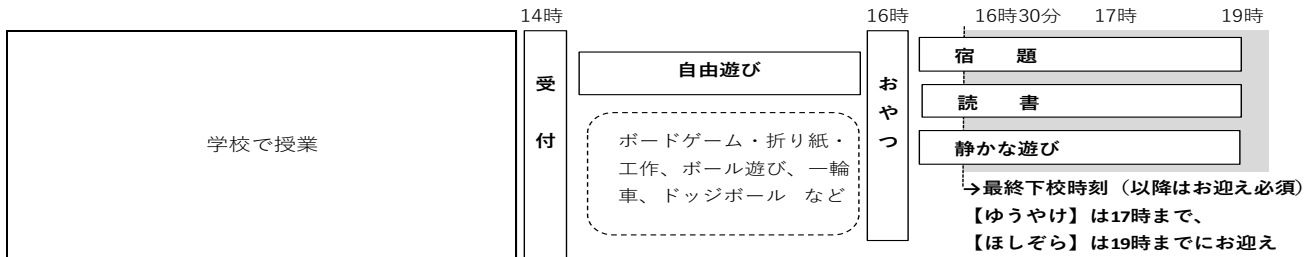 14時
16時
16時30分
17時
19時
学校で授業
受付
自由遊び
ボードゲーム・折り紙・
工作、ボール遊び、一輪
車、ドッジボール　など
おやつ
宿　題
読　書
静かな遊び
→最終下校時刻（以降はお迎え必須）
【ゆうやけ】は17時まで、
【ほしぞら】は19時までにお迎え